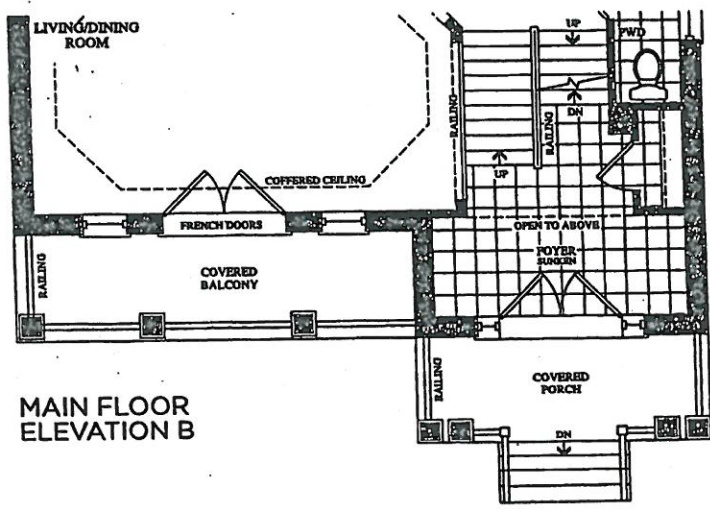 LIVING/DINING
ROOM
UP
PWD
RAILING
RAILING
DN
UP
COFFERED CEILING
FRENCH DOORS
OPEN TO ABOVE
FOYER
SUNKEN
RAILING
COVERED
BALCONY
RAILING
COVERED
PORCH
MAIN FLOOR
ELEVATION B
DN